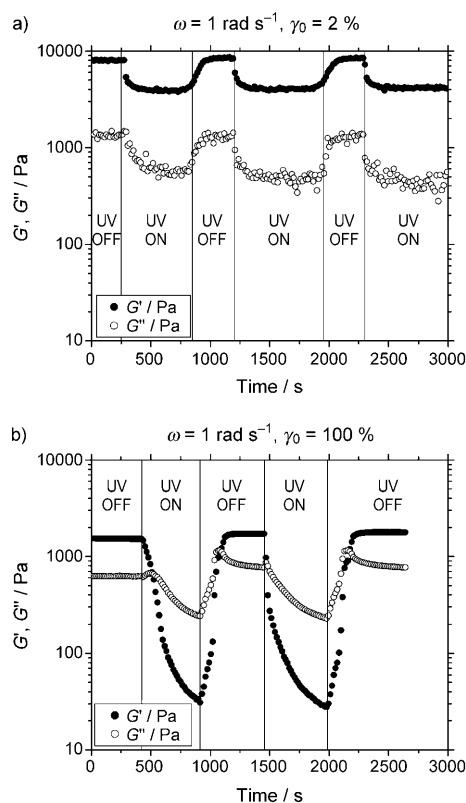 a) ω = 1 rad s⁻¹, γ₀ = 2 %
10000
1000
100
10
G', G'' / Pa
UV OFF
UV ON
UV OFF
UV ON
UV OFF
UV ON
G' / Pa
G'' / Pa
0 500 1000 1500 2000 2500 3000
Time / s
b) ω = 1 rad s⁻¹, γ₀ = 100 %
10000
1000
100
10
G', G'' / Pa
UV OFF
UV ON
UV OFF
UV ON
UV OFF
G' / Pa
G'' / Pa
0 500 1000 1500 2000 2500 3000
Time / s